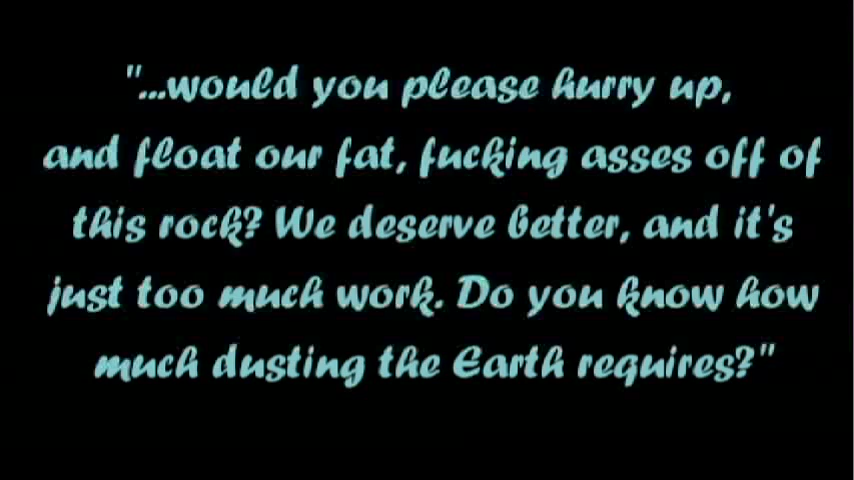 "...would you please hurry up,
and float our fat, fucking asses off of
this rock? We deserve better, and it's
just too much work. Do you know how
much dusting the Earth requires?"